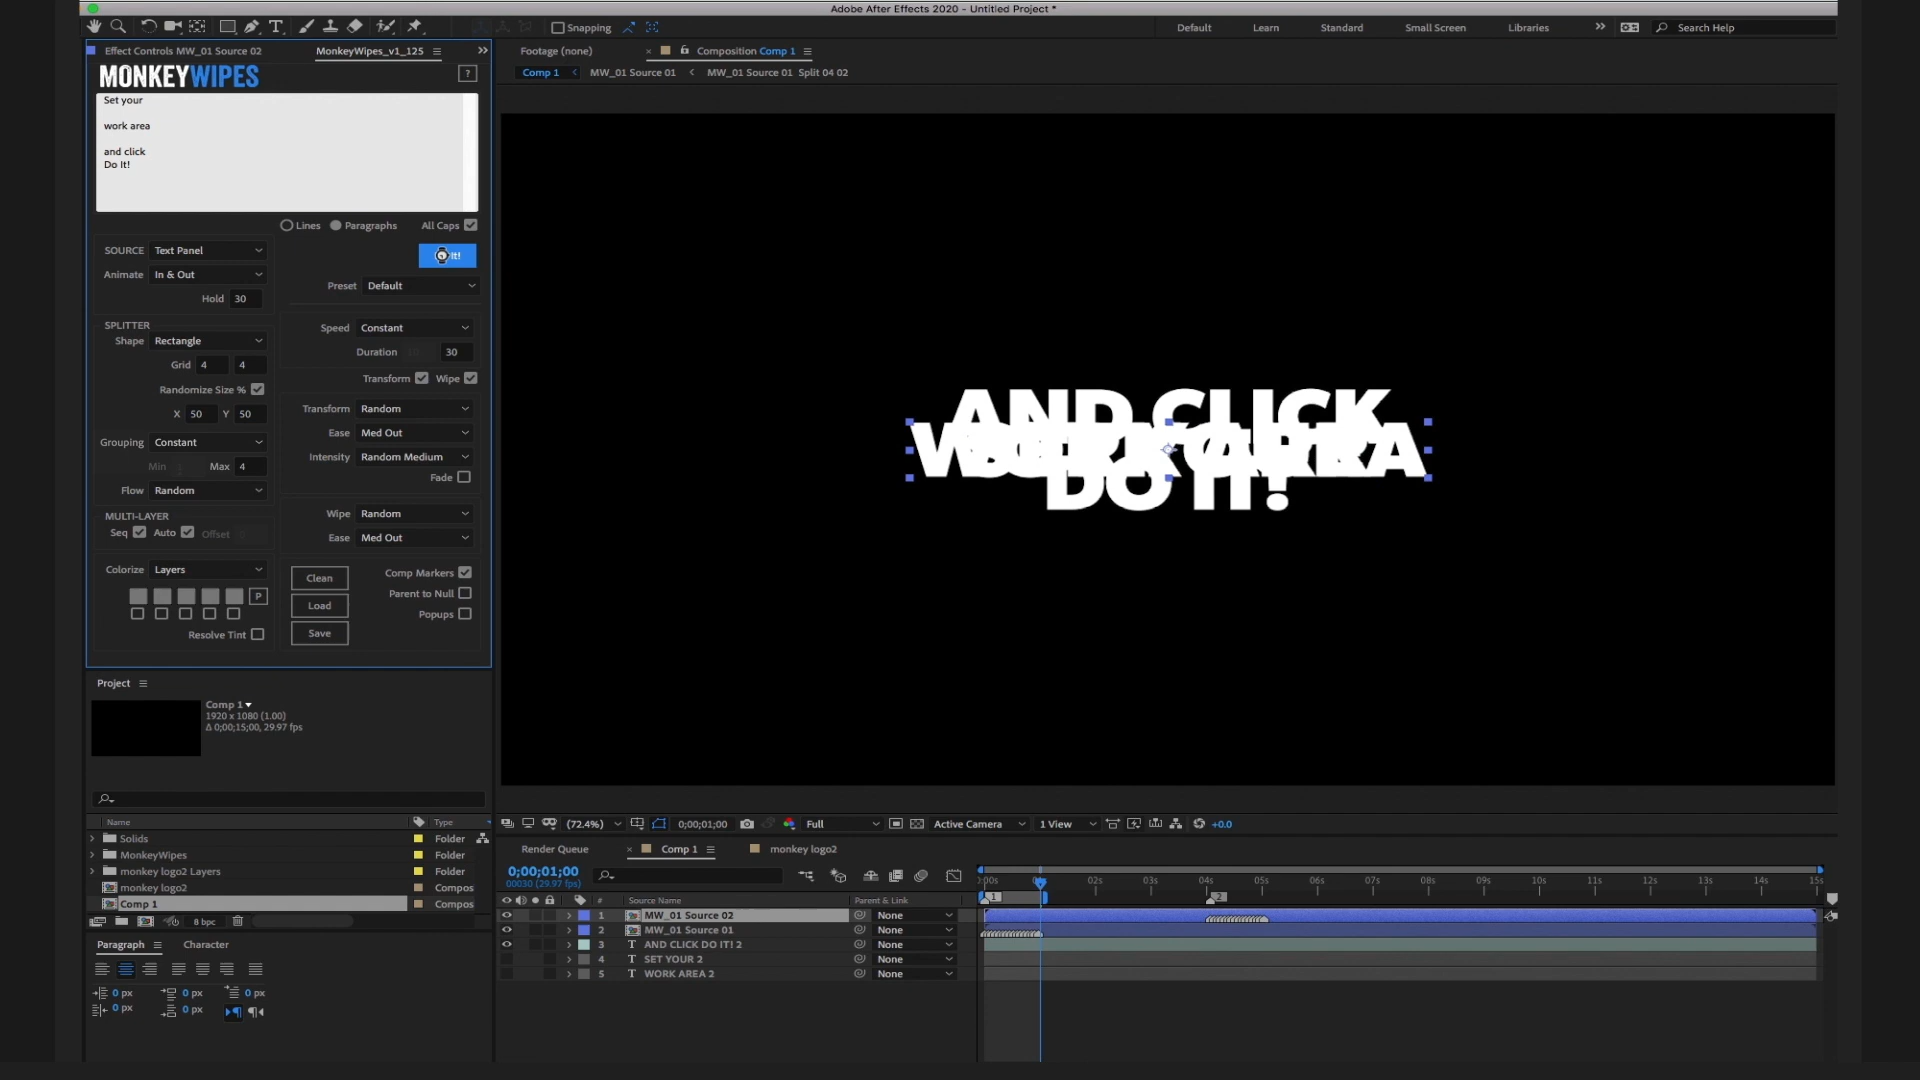 Adobe After Effects 2020 - Untitled Project *
Snapping
Default
Learn
Standard
Small Screen
Libraries
Search Help
Effect Controls MW_01 Source 02
MonkeyWipes_v1_125
Footage (none)
Composition Comp 1
Comp 1
MW_01 Source 01
MW_01 Source 01 Split 04 02
MONKEYWIPES
?
Set your
work area
and click
Do It!
Lines
Paragraphs
All Caps
SOURCE
Text Panel
It!
Animate
In & Out
Preset
Default
Hold
30
SPLITTER
Speed
Constant
Shape
Rectangle
Duration
30
Grid
4
4
Transform
Wipe
Randomize Size %
Transform
Random
X
50
Y
50
Ease
Med Out
Grouping
Constant
Intensity
Random Medium
Min
Max
4
Fade
Flow
Random
MULTI-LAYER
Wipe
Random
Seq
Auto
Offset
Ease
Med Out
Colorize
Layers
Clean
Comp Markers
P
Load
Parent to Null
Popups
Resolve Tint
Save
AND CLICK
DO IT!
Project
Comp 1
1920 x 1080 (1.00)
Δ 0;00;15;00, 29.97 fps
Name
Type
Solids
Folder
MonkeyWipes
Folder
monkey logo2 Layers
Folder
monkey logo2
Compos
Comp 1
Compos
8 bpc
Paragraph
Character
0 px
0 px
0 px
0 px
0 px
(72.4%)
0;00;01;00
Full
Active Camera
1 View
+0.0
Render Queue
Comp 1
monkey logo2
0;00;01;00
00030 (29.97 fps)
:00s
02s
03s
04s
05s
06s
07s
08s
09s
10s
11s
12s
13s
14s
15s
1
2
#
Source Name
Parent & Link
1
MW_01 Source 02
None
2
MW_01 Source 01
None
3
T
AND CLICK DO IT! 2
None
4
T
SET YOUR 2
None
5
T
WORK AREA 2
None